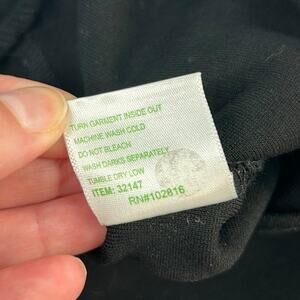 TURN GARMENT INSIDE OUT
MACHINE WASH COLD
DO NOT BLEACH
WASH DARKS SEPARATELY
TUMBLE DRY LOW
ITEM: 32147
RN#102816